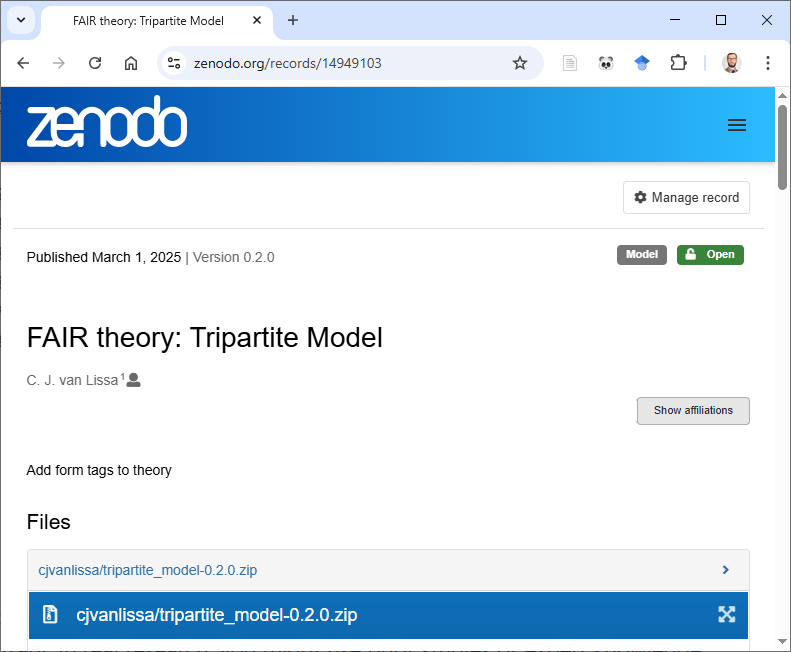 FAIR theory: Tripartite Model
zenodo.org/records/14949103
zenodo
Manage record
Published March 1, 2025 | Version 0.2.0
Model
Open
FAIR theory: Tripartite Model
C. J. van Lissa 1
Show affiliations
Add form tags to theory
Files
cjvanlissa/tripartite_model-0.2.0.zip
cjvanlissa/tripartite_model-0.2.0.zip